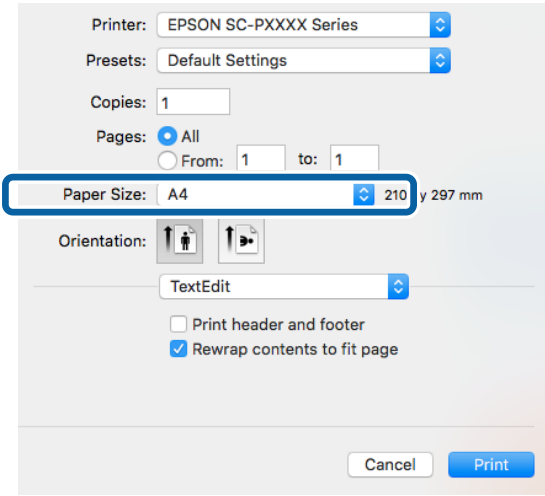 Printer: EPSON SC-PXXXX Series
Presets: Default Settings
Copies: 1
Pages: All
From: 1 to: 1
Paper Size: A4 210 y 297 mm
Orientation:
TextEdit
Print header and footer
Rewrap contents to fit page
Cancel Print